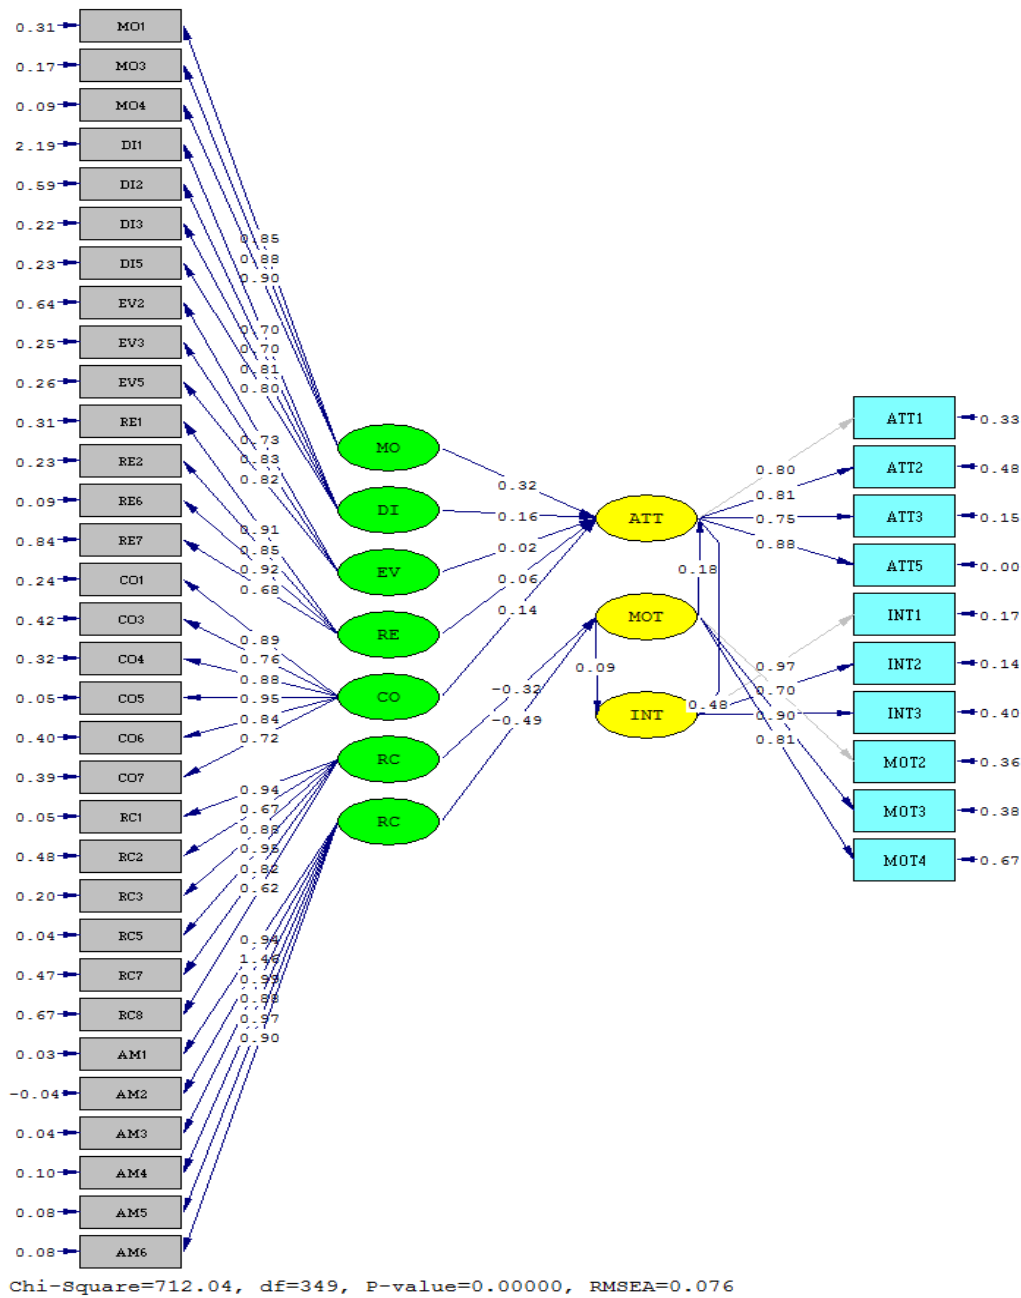 0.31 MO1
0.17 MO3
0.09 MO4
2.19 DI1
0.59 DI2
0.22 DI3
0.23 DI5
0.64 EV2
0.25 EV3
0.26 EV5
0.31 RE1
0.23 RE2
0.09 RE6
0.84 RE7
0.24 CO1
0.42 CO3
0.32 CO4
0.05 CO5
0.40 CO6
0.39 CO7
0.05 RC1
0.48 RC2
0.20 RC3
0.04 RC5
0.47 RC7
0.67 RC8
0.03 AM1
-0.04 AM2
0.04 AM3
0.10 AM4
0.08 AM5
0.08 AM6
0.85
0.88
0.90
0.70
0.70
0.81
0.80
0.73
0.83
0.82
0.91
0.85
0.92
0.68
0.89
0.76
0.88
0.95
0.84
0.72
0.94
0.67
0.88
0.95
0.82
0.62
0.94
1.46
0.99
0.88
0.97
0.90
MO
DI
EV
RE
CO
RC
RC
0.32
0.16
0.02
0.06
0.14
-0.32
-0.49
ATT
MOT
INT
0.18
0.09
0.48
0.80
0.81
0.75
0.88
0.97
0.70
0.90
0.81
ATT1 0.33
ATT2 0.48
ATT3 0.15
ATT5 0.00
INT1 0.17
INT2 0.14
INT3 0.40
MOT2 0.36
MOT3 0.38
MOT4 0.67
Chi-Square=712.04, df=349, P-value=0.00000, RMSEA=0.076